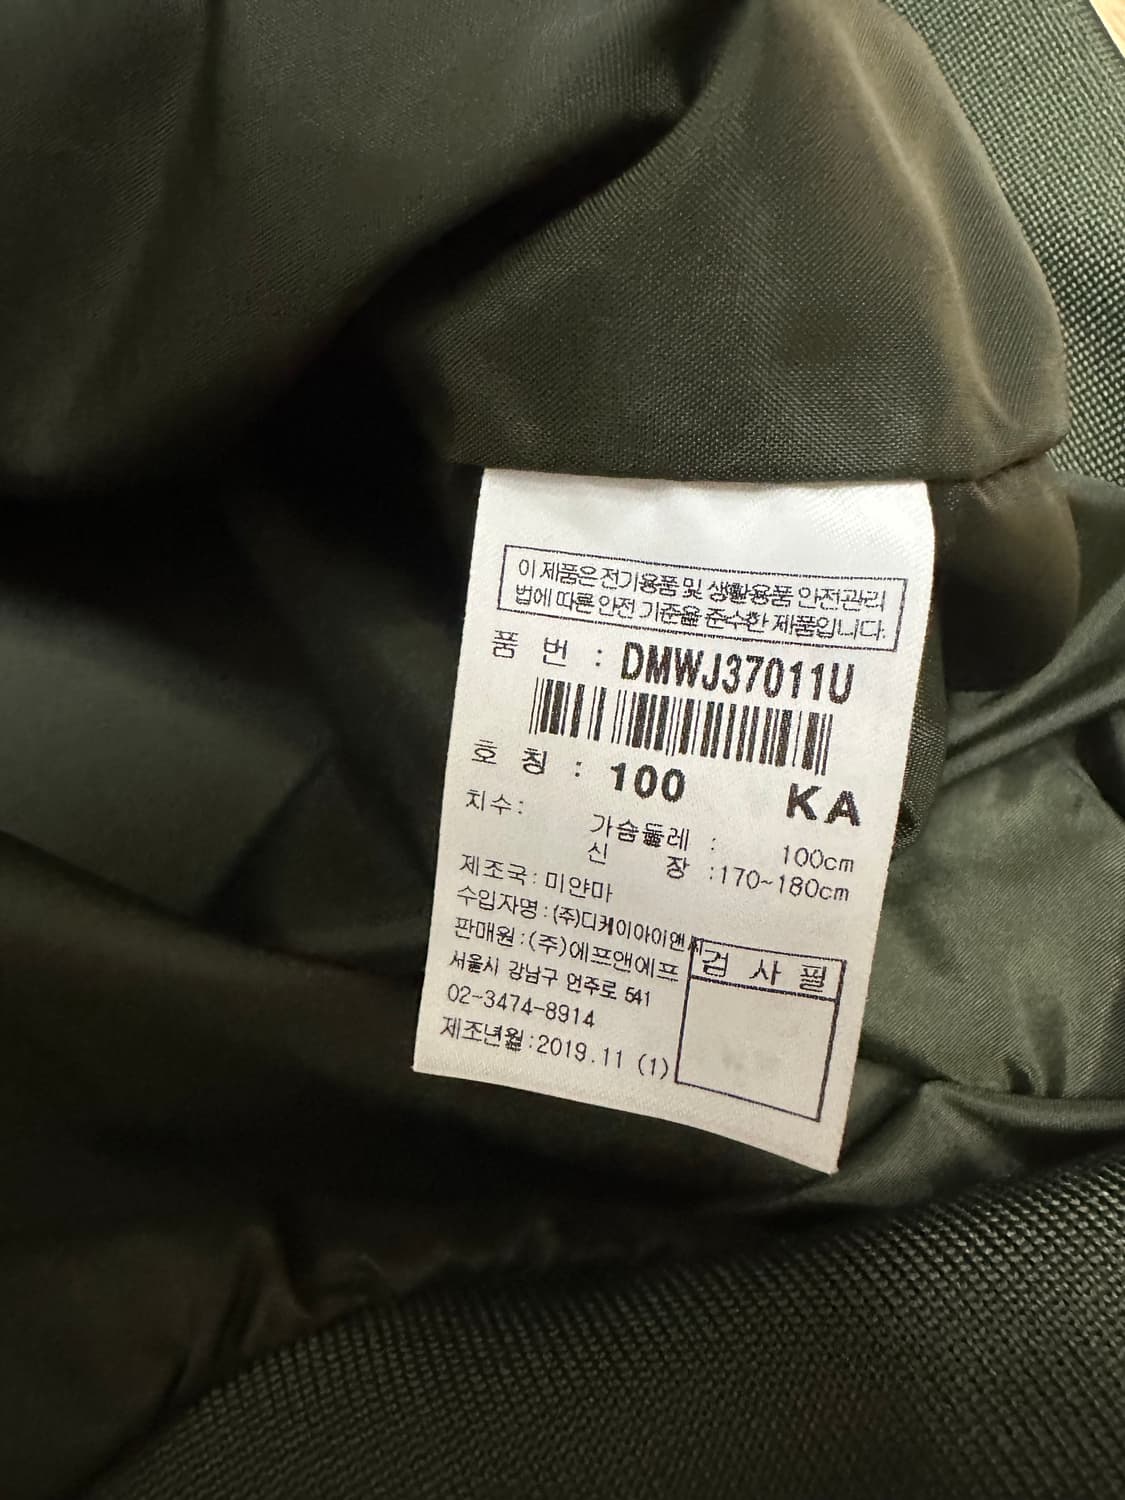 이 제품은 전기용품 및 생활용품 안전관리
법에 따른 안전 기준을 준수한 제품입니다.
품 번 : DMWJ37011U
호 칭 : 100 KA
치수:
가슴둘레 : 100cm
신 장 :170~180cm
제조국:미얀마
수입자명:(주)디케이아이앤씨
판매원:(주)에프앤에프
서울시 강남구 언주로 541
02-3474-8914
제조년월:2019.11 (1)
검 사 필